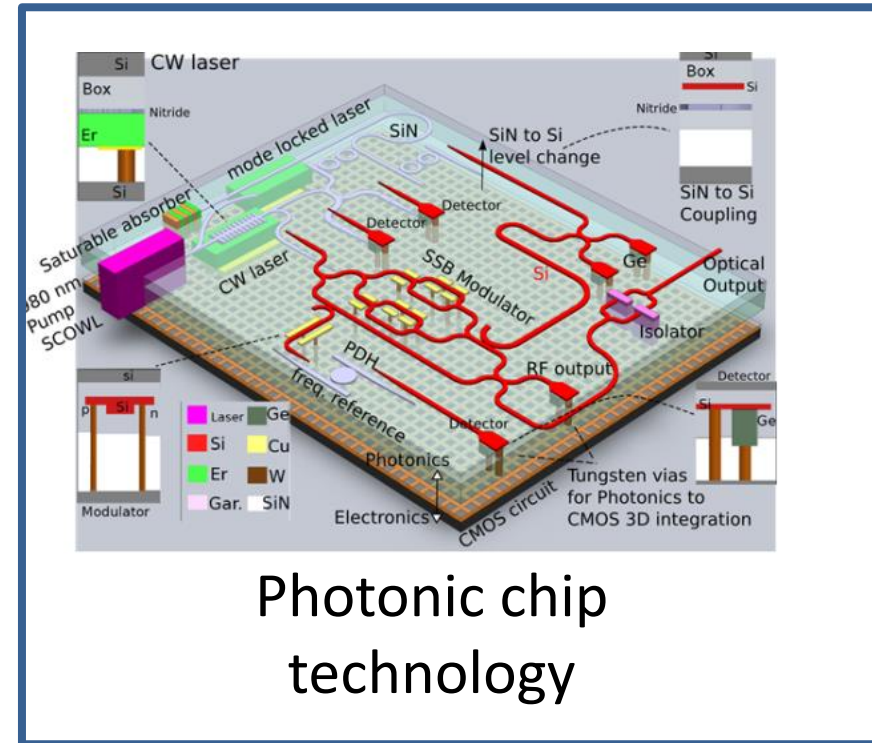 Si
CW laser
Box
Nitride
Er
Si
mode locked laser
SiN
SiN to Si
level change
Si
Box
Si
Nitride
SiN to Si
Coupling
Saturable absorber
Detector
Detector
CW laser
SSB Modulator
Si
Ge
Optical
Output
980 nm
Pump
SCOWL
Isolator
PDH
freq. reference
RF output
Detector
si
P
Si
n
Modulator
Laser
Ge
Si
Cu
Er
W
Gar.
SiN
Detector
Photonics
Electronics
CMOS circuit
Tungsten vias
for Photonics to
CMOS 3D integration
Si
Ge
Photonic chip
technology